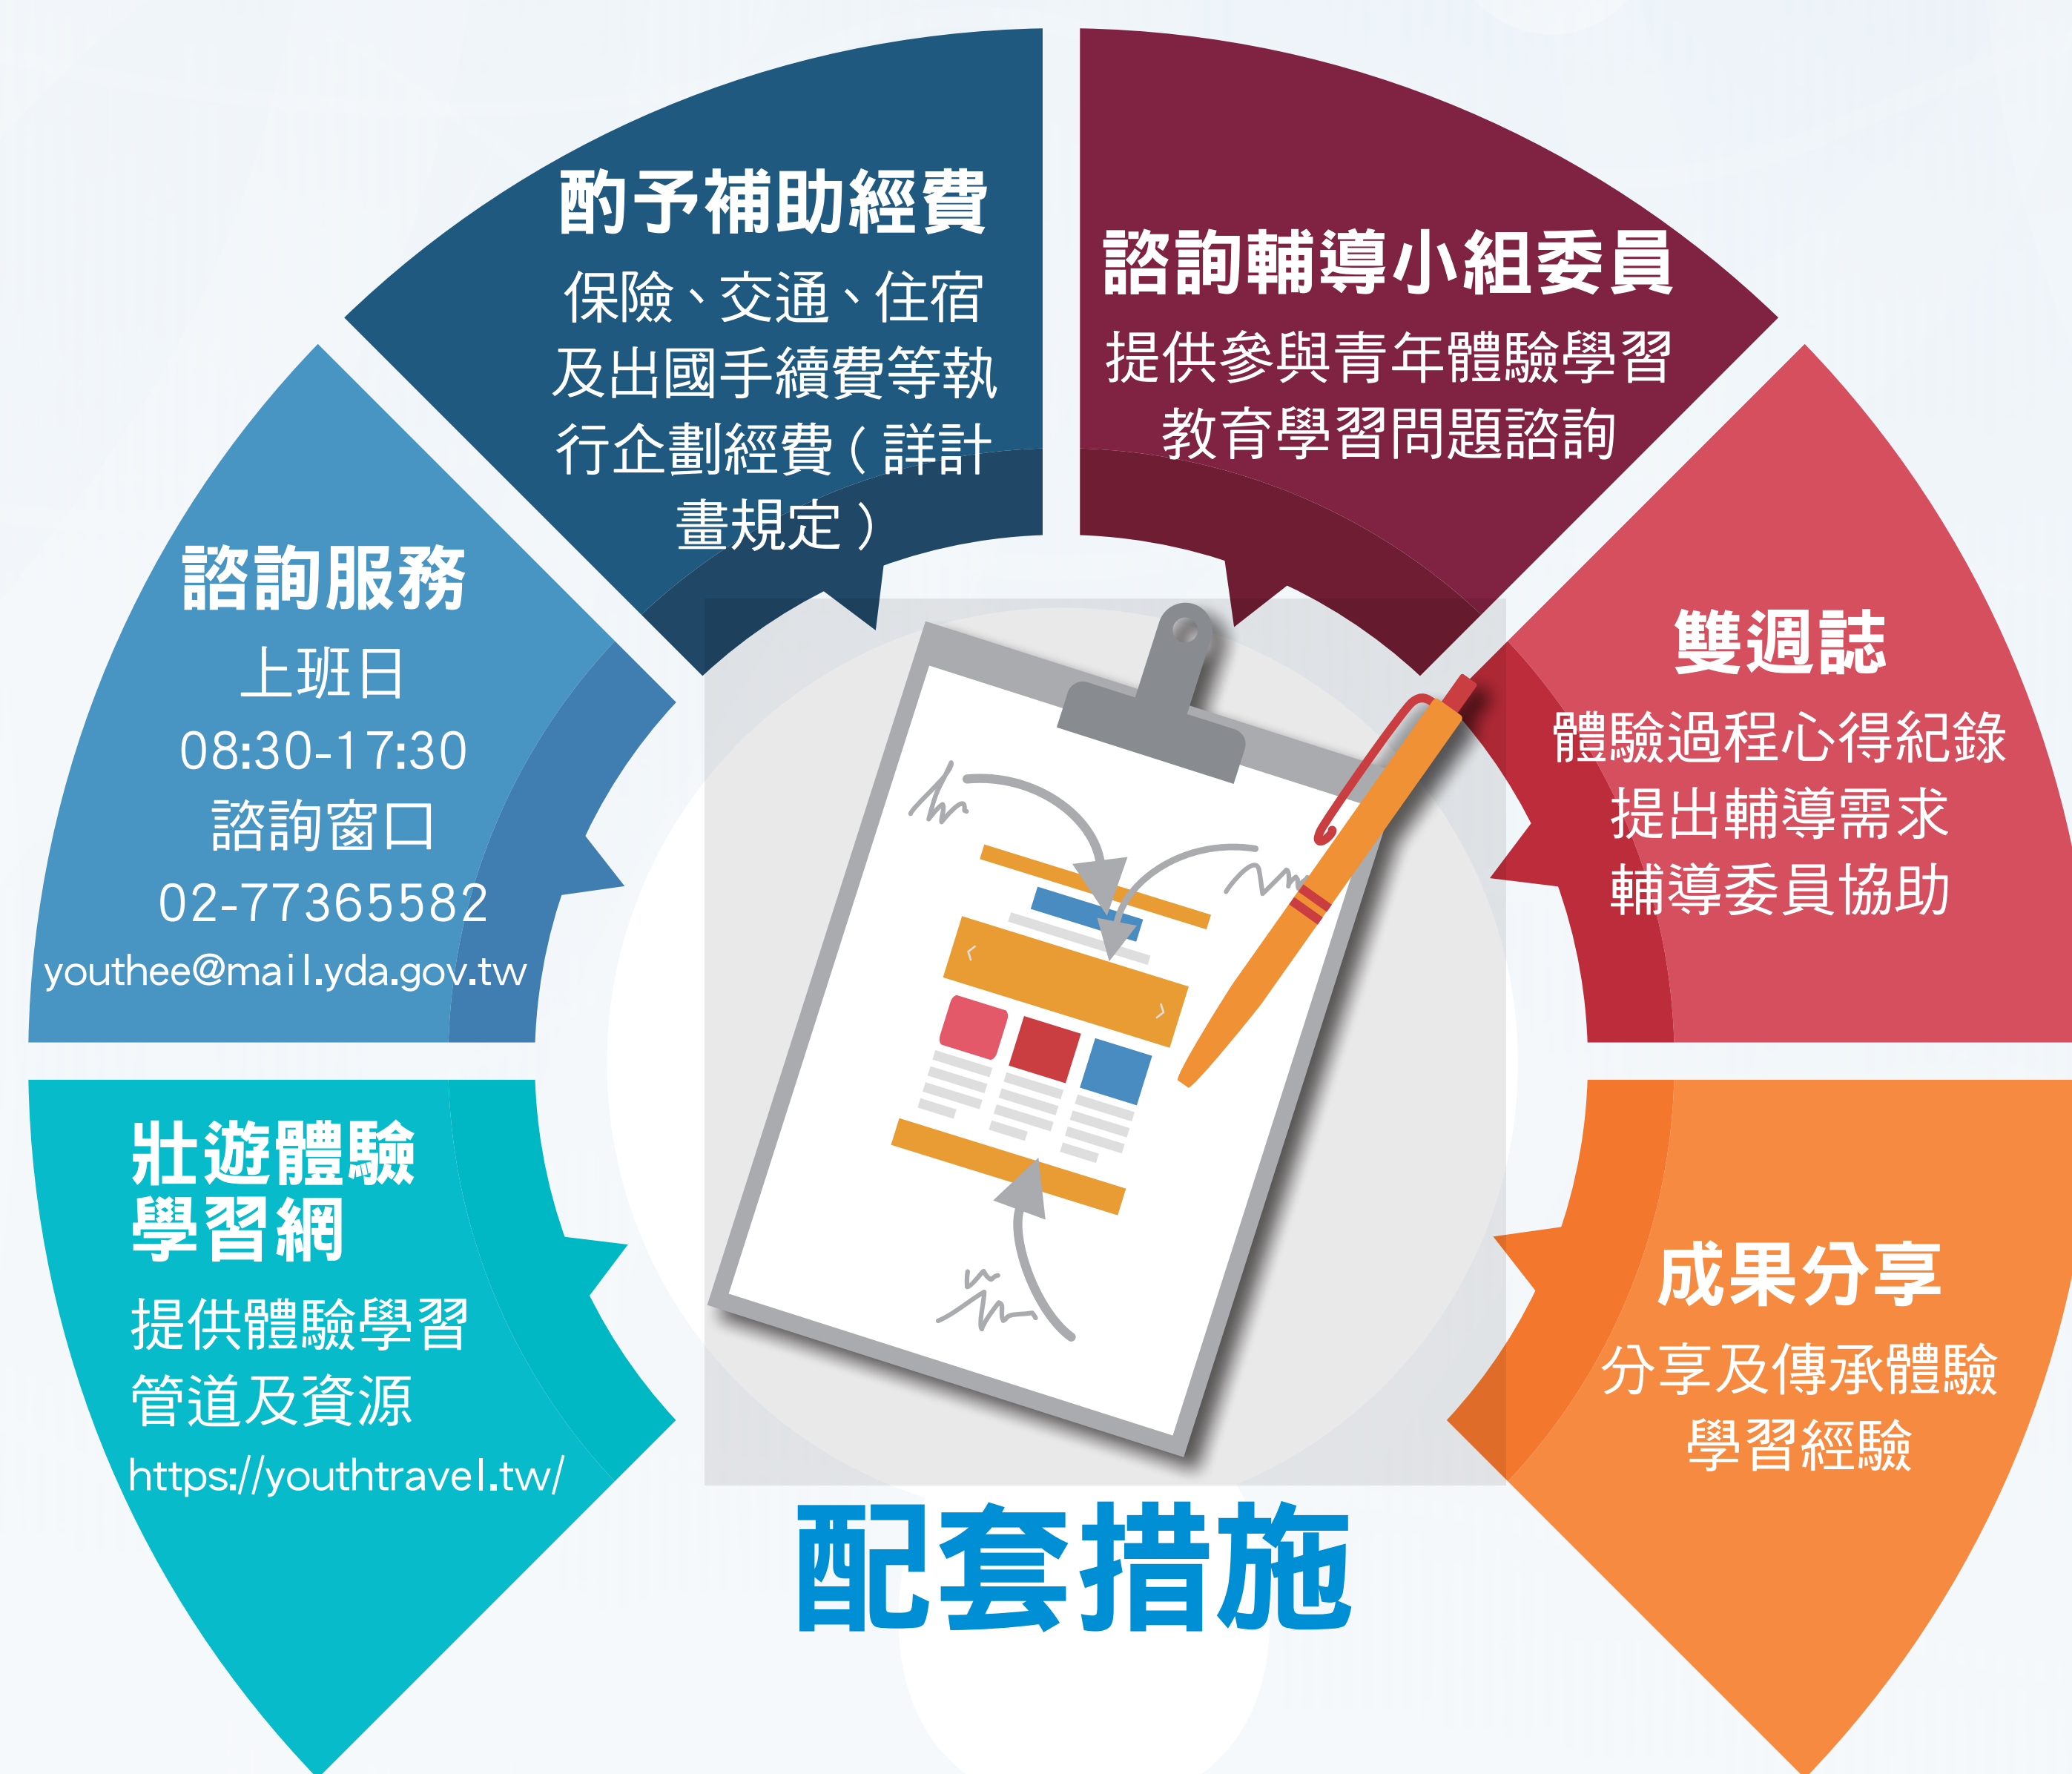 酌予補助經費
保險、交通、住宿
及出國手續費等執
行企劃經費（詳計
畫規定）
諮詢輔導小組委員
提供參與青年體驗學習
教育學習問題諮詢
諮詢服務
上班日
08:30-17:30
諮詢窗口
02-77365582
youthee@mail.yda.gov.tw
雙週誌
體驗過程心得紀錄
提出輔導需求
輔導委員協助
壯遊體驗
學習網
提供體驗學習
管道及資源
https://youthtravel.tw/
成果分享
分享及傳承體驗
學習經驗
配套措施